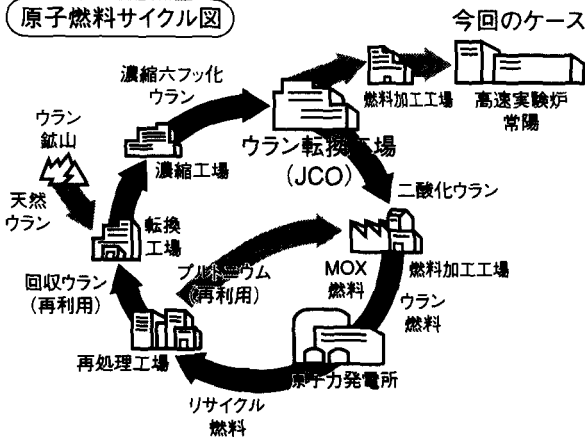 原子燃料サイクル図
今回のケース
濃縮六フッ化
ウラン
燃料加工工場
高速実験炉
常陽
ウラン
鉱山
濃縮工場
ウラン転換工場
(JCO)
天然
ウラン
転換
工場
二酸化ウラン
回収ウラン
(再利用)
プルトニウム
(再利用)
MOX
燃料
燃料加工工場
ウラン
燃料
再処理工場
原子力発電所
リサイクル
燃料